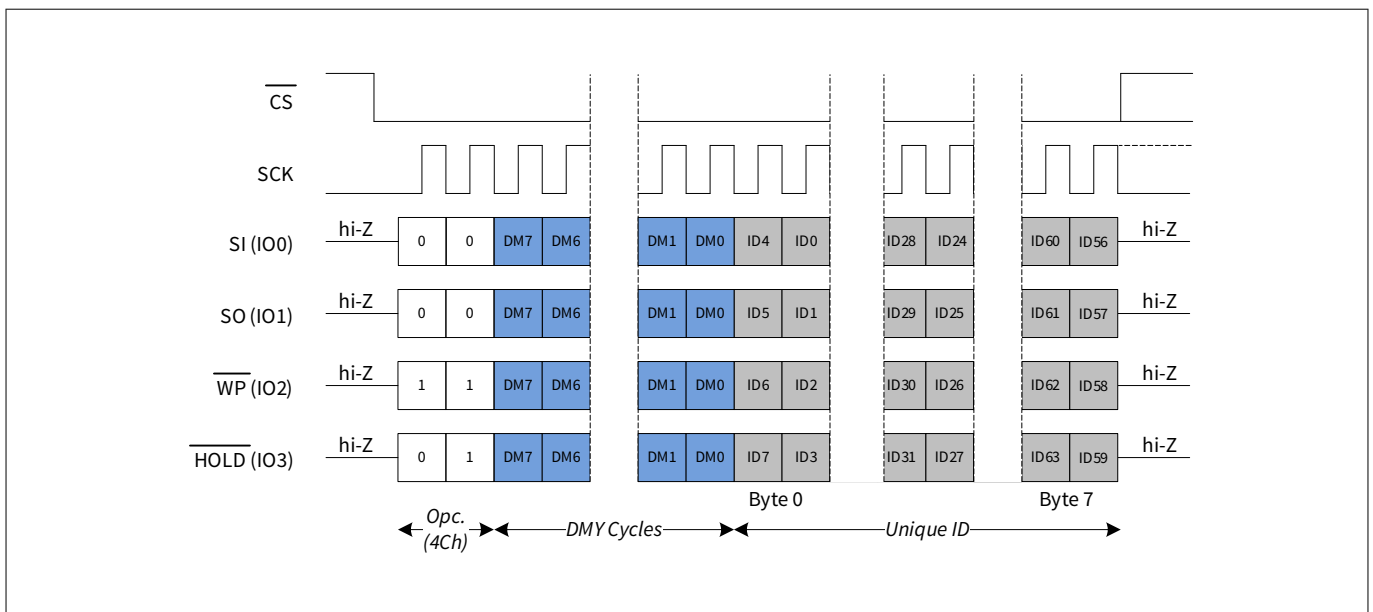 CS
SCK
SI (IO0) hi-Z 0 0 DM7 DM6 DM1 DM0 ID4 ID0 ID28 ID24 ID60 ID56 hi-Z
SO (IO1) hi-Z 0 0 DM7 DM6 DM1 DM0 ID5 ID1 ID29 ID25 ID61 ID57 hi-Z
WP (IO2) hi-Z 1 1 DM7 DM6 DM1 DM0 ID6 ID2 ID30 ID26 ID62 ID58 hi-Z
HOLD (IO3) hi-Z 0 1 DM7 DM6 DM1 DM0 ID7 ID3 ID31 ID27 ID63 ID59 hi-Z
Byte 0 Byte 7
Opc. DMY Cycles Unique ID
(4Ch)